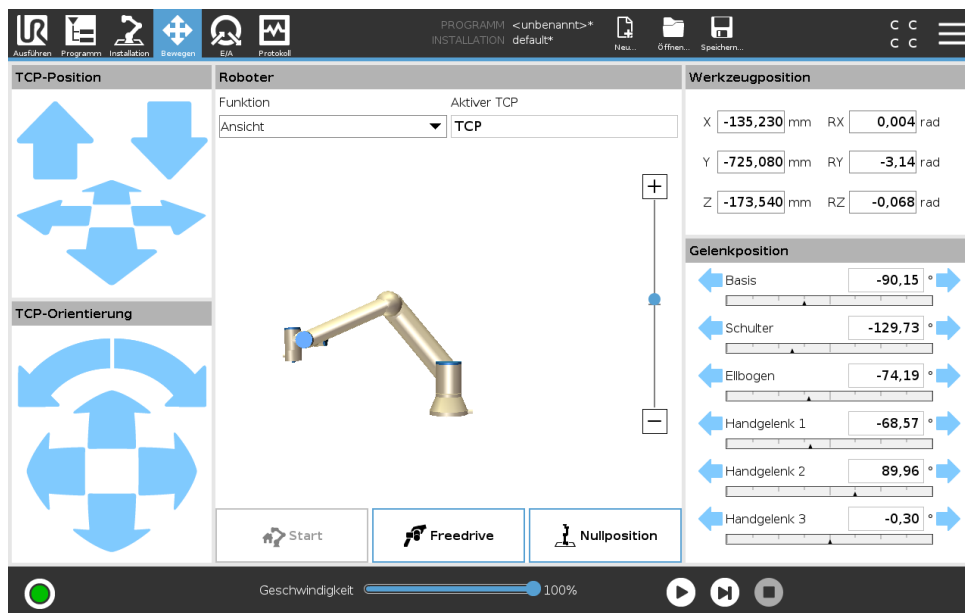 UR
PROGRAMM <unbenannt>*
INSTALLATION default*
C C
C C
Ausführen Programm Installation Bewegen E/A Protokoll Neu... Öffnen... Speichern...
TCP-Position
Roboter
Werkzeugposition
Funktion Aktiver TCP
Ansicht TCP
X -135,230 mm RX 0,004 rad
Y -725,080 mm RY -3,14 rad
Z -173,540 mm RZ -0,068 rad
+
−
Gelenkposition
Basis -90,15 °
Schulter -129,73 °
Ellbogen -74,19 °
Handgelenk 1 -68,57 °
Handgelenk 2 89,96 °
Handgelenk 3 -0,30 °
TCP-Orientierung
Start Freedrive Nullposition
Geschwindigkeit 100%